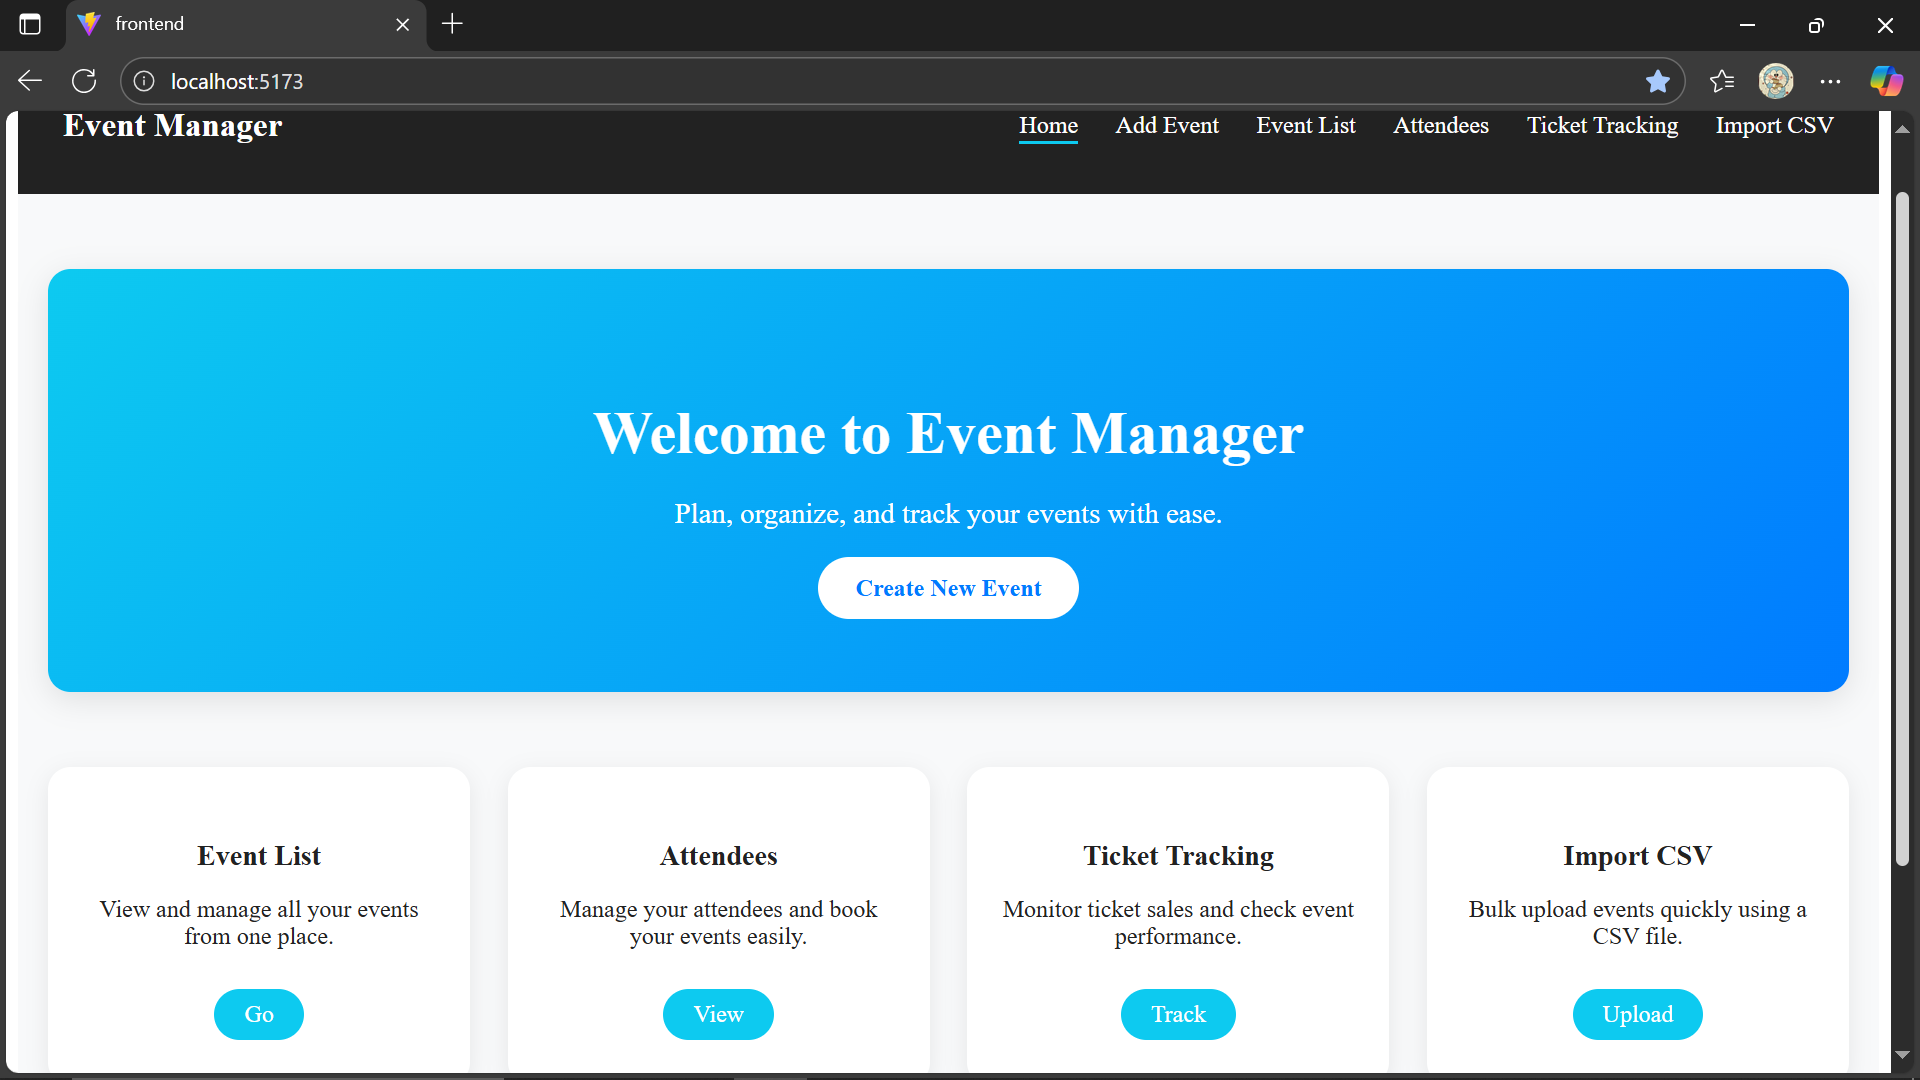 frontend
localhost:5173
Event Manager
Home Add Event Event List Attendees Ticket Tracking Import CSV
Welcome to Event Manager
Plan, organize, and track your events with ease.
Create New Event
Event List
View and manage all your events
from one place.
Go
Attendees
Manage your attendees and book
your events easily.
View
Ticket Tracking
Monitor ticket sales and check event
performance.
Track
Import CSV
Bulk upload events quickly using a
CSV file.
Upload